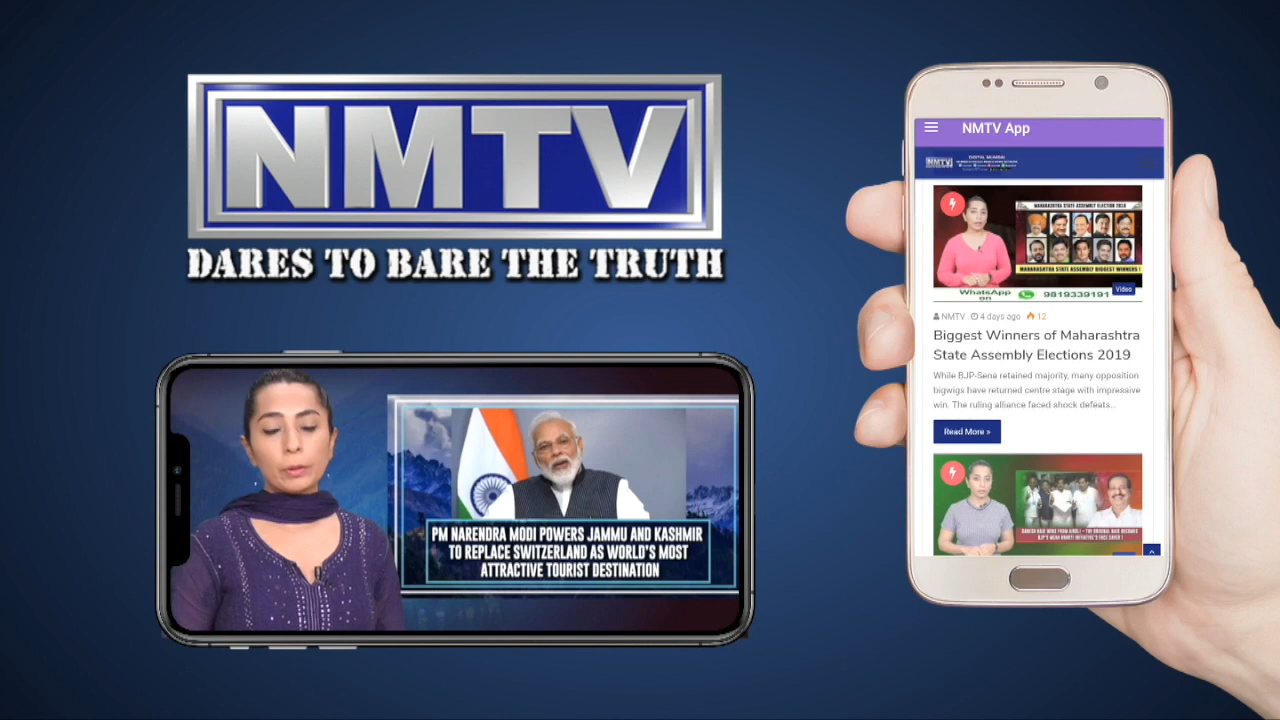 NMTV
DARES TO BARE THE TRUTH
PM NARENDRA MODI POWERS JAMMU AND KASHMIR
TO REPLACE SWITZERLAND AS WORLD'S MOST
ATTRACTIVE TOURIST DESTINATION
NMTV App
NMTV
DIGITAL MUMBAI
MAHARASHTRA STATE ASSEMBLY ELECTION 2019
MAHARASHTRA STATE ASSEMBLY BIGGEST WINNERS !
WhatsApp
on
9819339191
Video
NMTV 4 days ago 12
Biggest Winners of Maharashtra
State Assembly Elections 2019
While BJP-Sena retained majority, many opposition
bigwigs have returned centre stage with impressive
win. The ruling alliance faced shock defeats...
Read More »